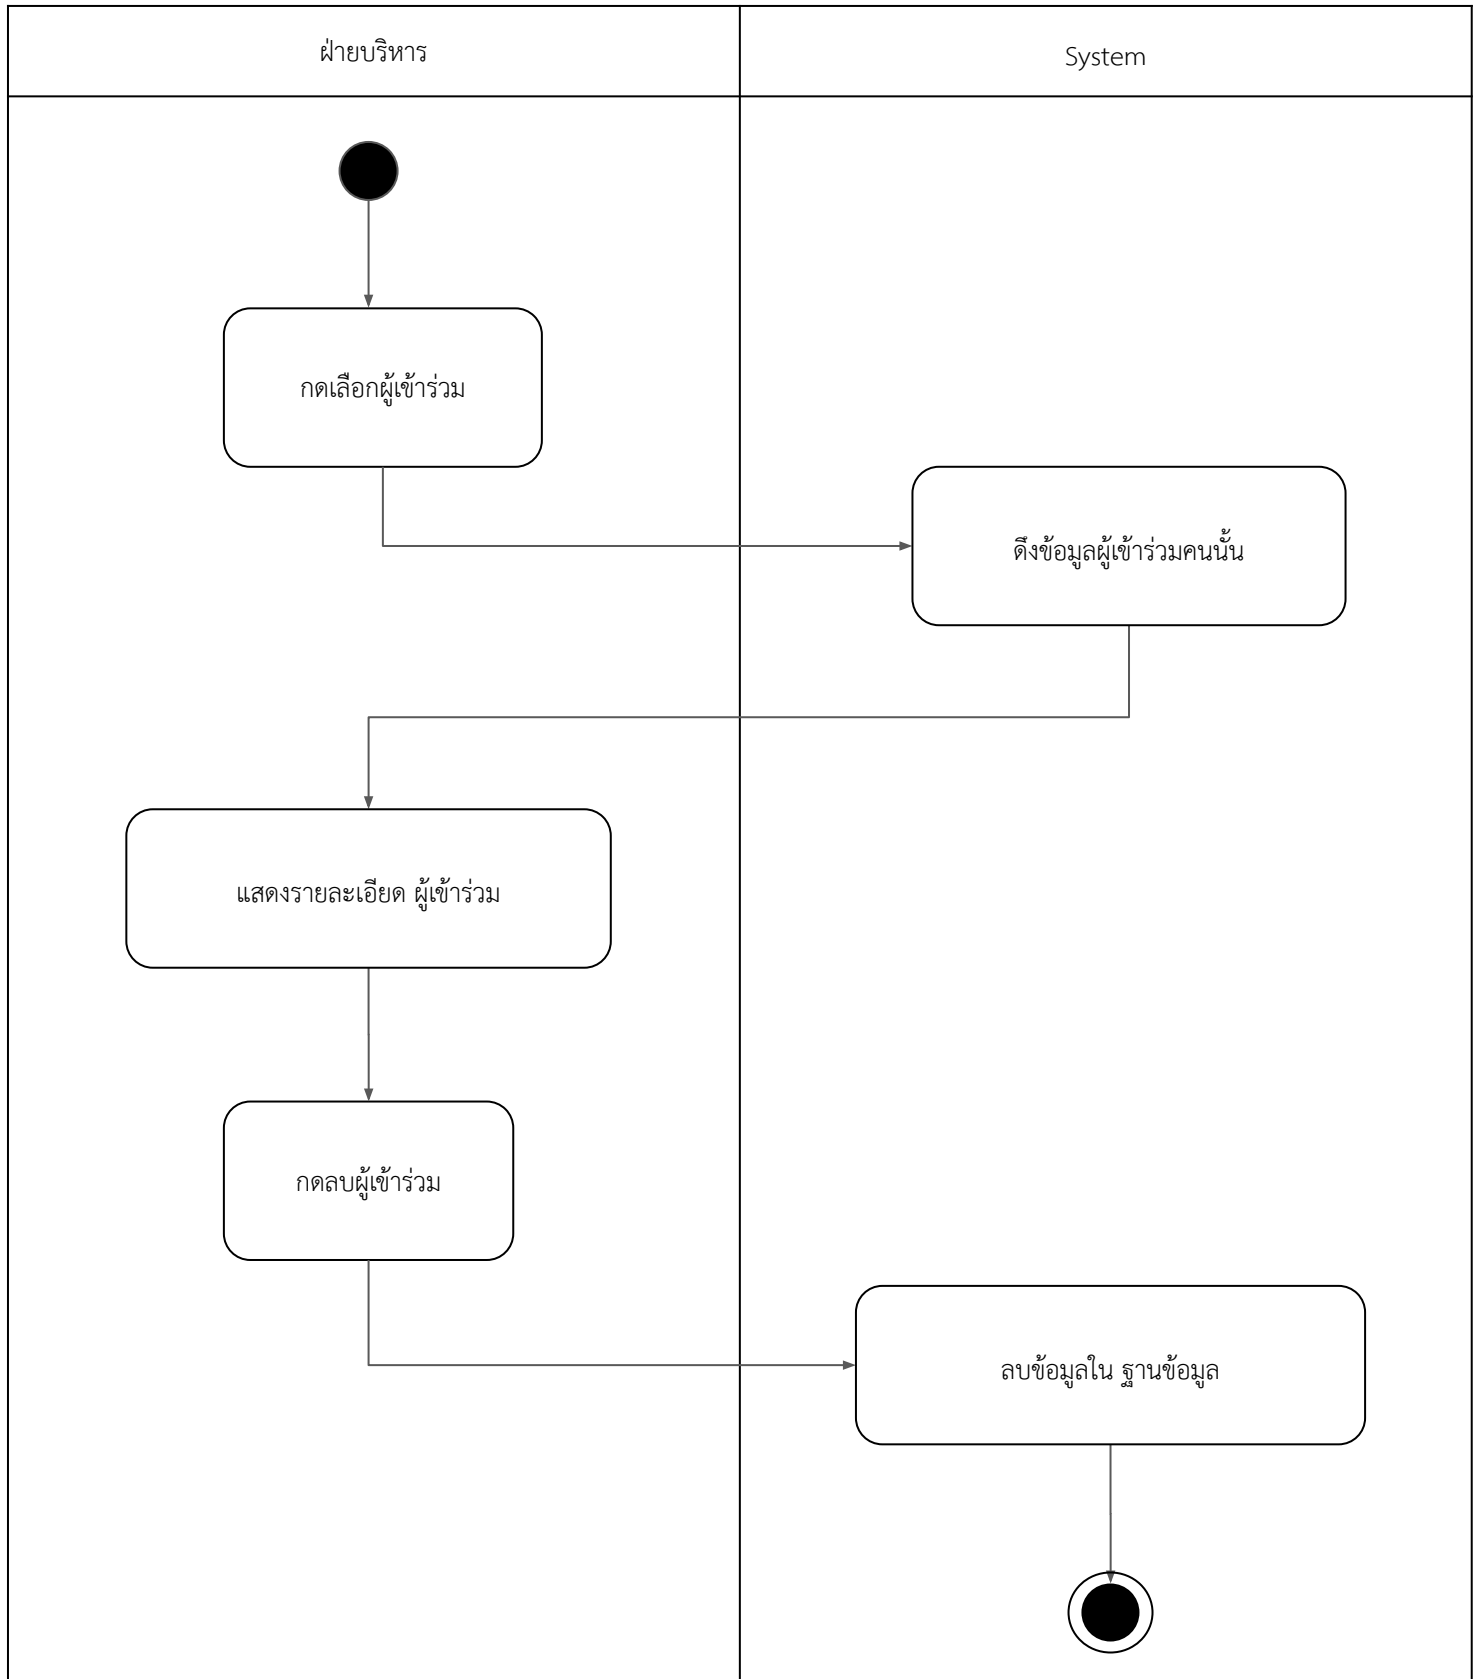 ฝ่ายบริหาร
System
กดเลือกผู้เข้าร่วม
ดึงข้อมูลผู้เข้าร่วมคนนั้น
แสดงรายละเอียด ผู้เข้าร่วม
กดลบผู้เข้าร่วม
ลบข้อมูลใน ฐานข้อมูล